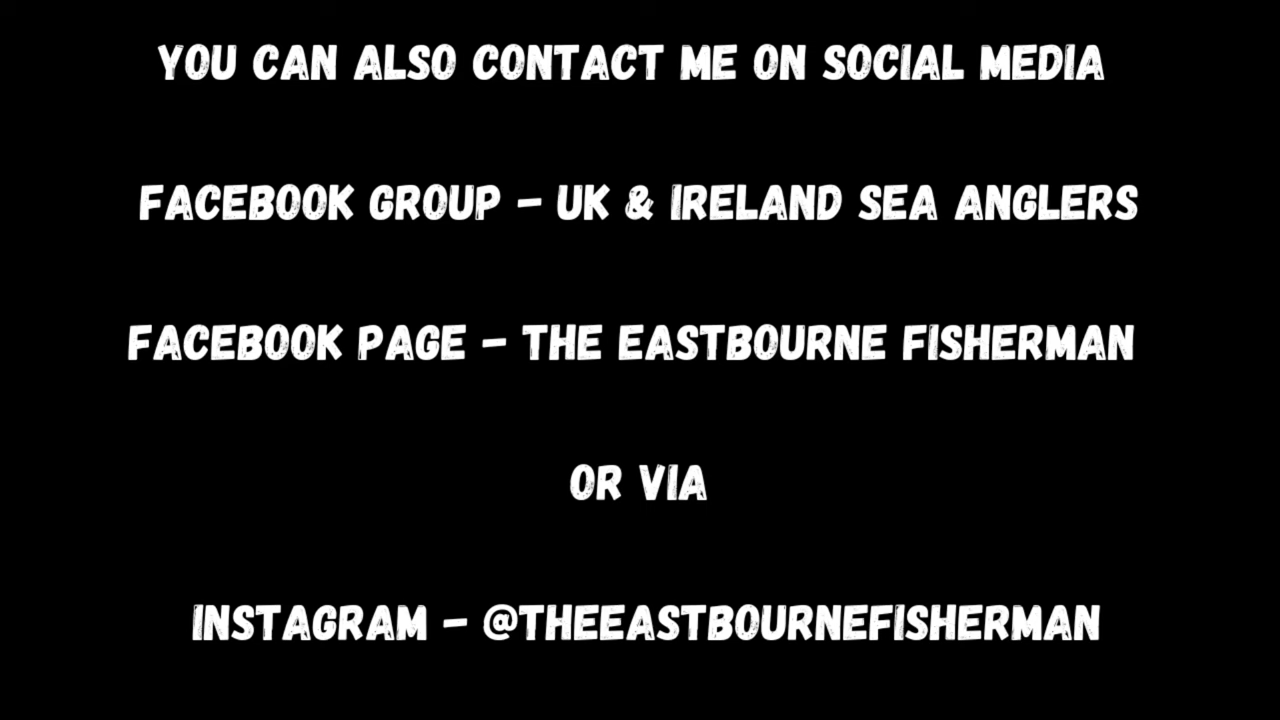 YOU CAN ALSO CONTACT ME ON SOCIAL MEDIA
FACEBOOK GROUP - UK & IRELAND SEA ANGLERS
FACEBOOK PAGE - THE EASTBOURNE FISHERMAN
OR VIA
INSTAGRAM - @THEEASTBOURNEFISHERMAN